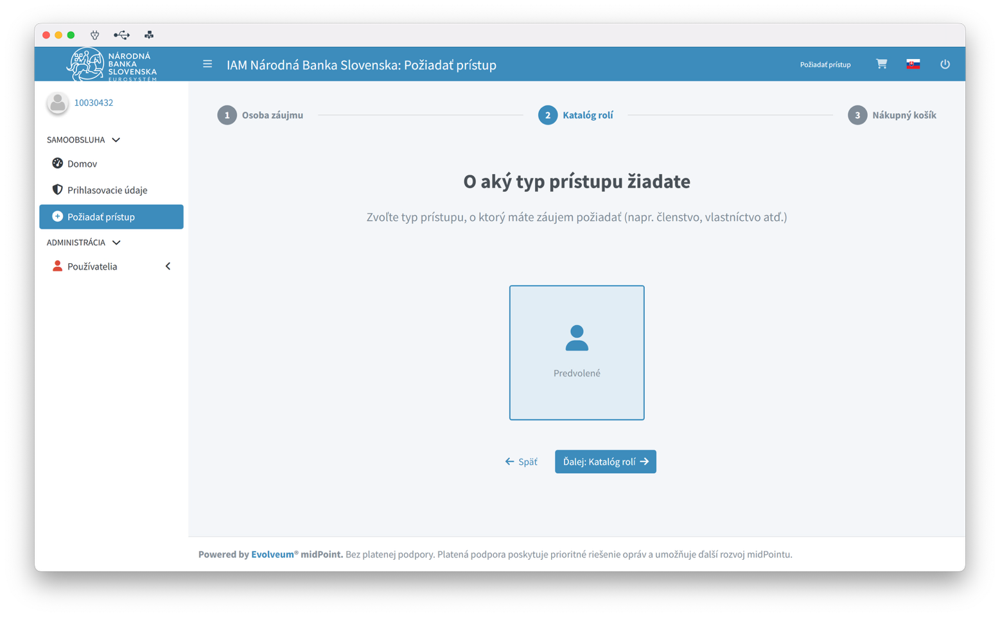 NÁRODNÁ
BANKA
SLOVENSKA
EUROSYSTÉM
IAM Národná Banka Slovenska: Požiadať prístup
Požiadať prístup
10030432
SAMOOBSLUHA
Domov
Prihlasovacie údaje
Požiadať prístup
ADMINISTRÁCIA
Používatelia
1 Osoba záujmu
2 Katalóg rolí
3 Nákupný košík
O aký typ prístupu žiadate
Zvoľte typ prístupu, o ktorý máte záujem požiadať (napr. členstvo, vlastníctvo atď.)
Predvolené
Späť
Ďalej: Katalóg rolí
Powered by Evolveum® midPoint. Bez platenej podpory. Platená podpora poskytuje prioritné riešenie opráv a umožňuje ďalší rozvoj midPointu.